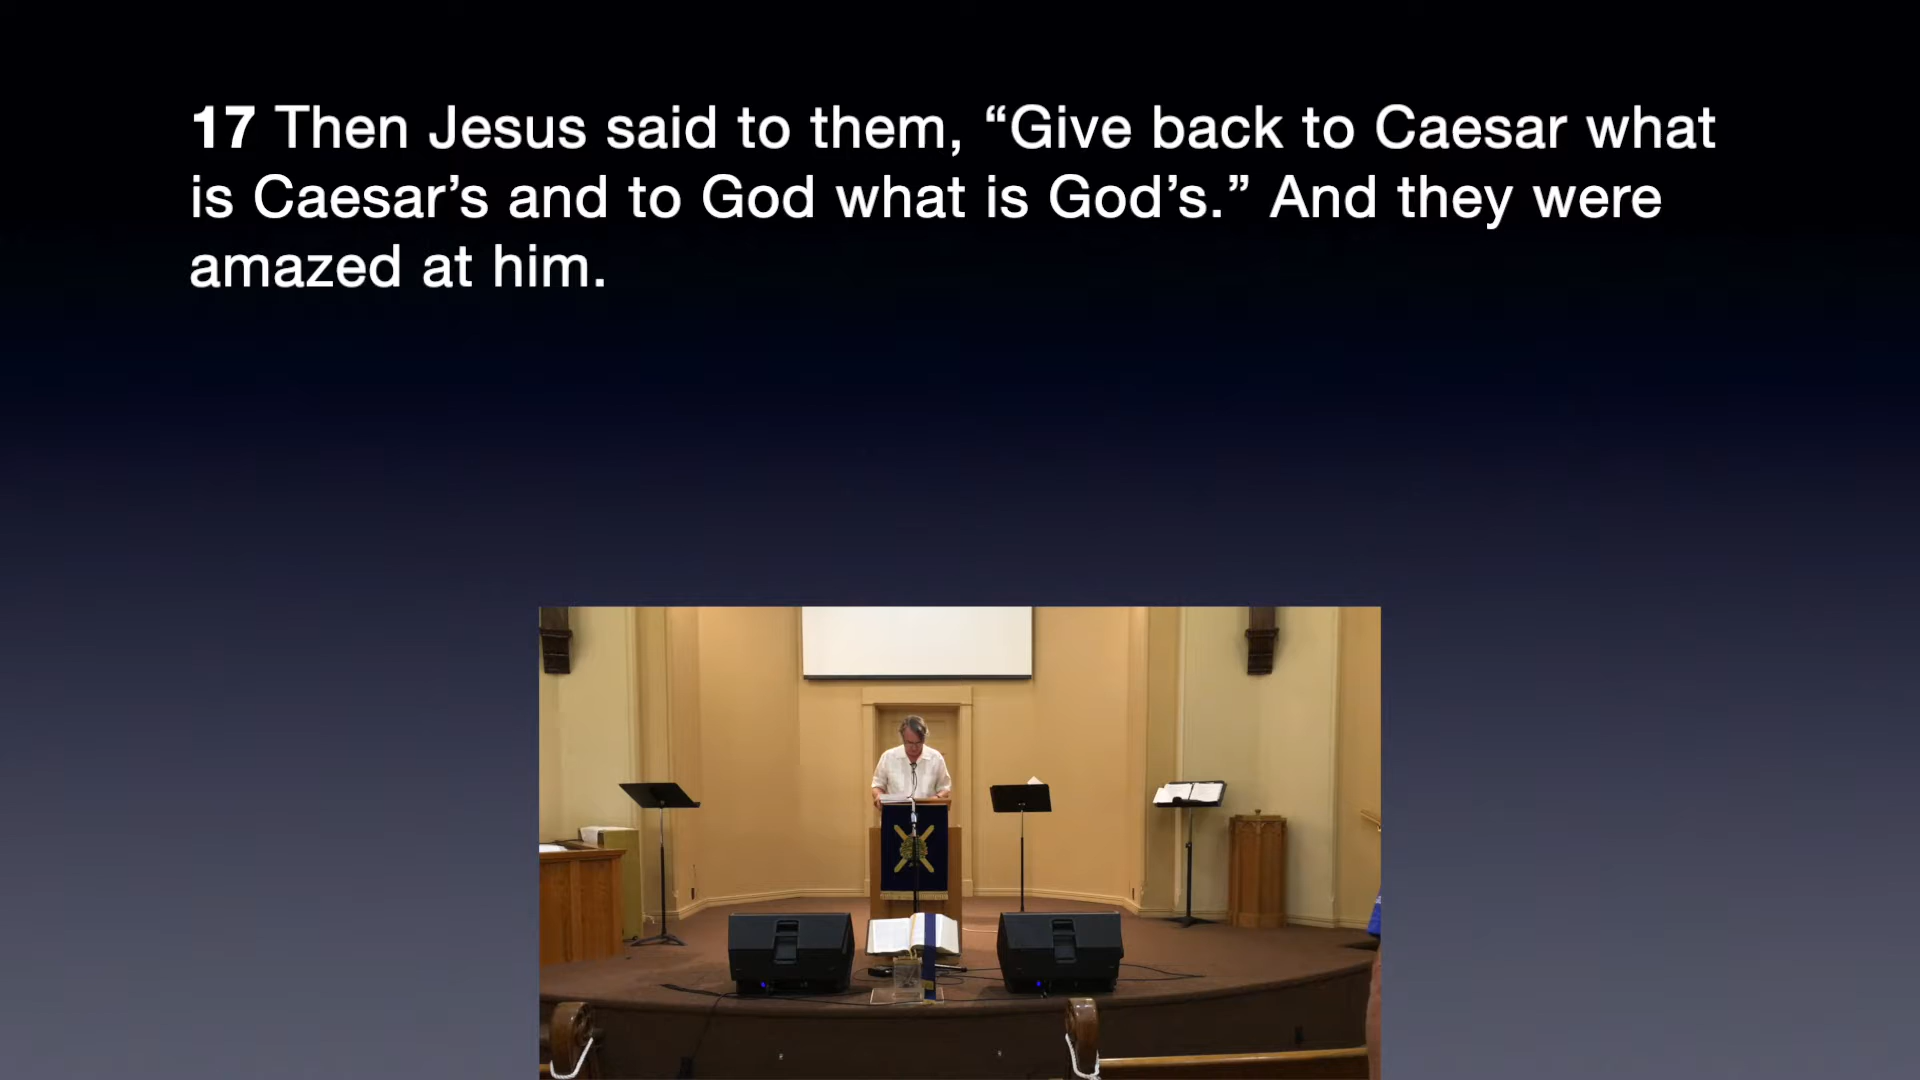 17 Then Jesus said to them, “Give back to Caesar what
is Caesar’s and to God what is God’s.” And they were
amazed at him.